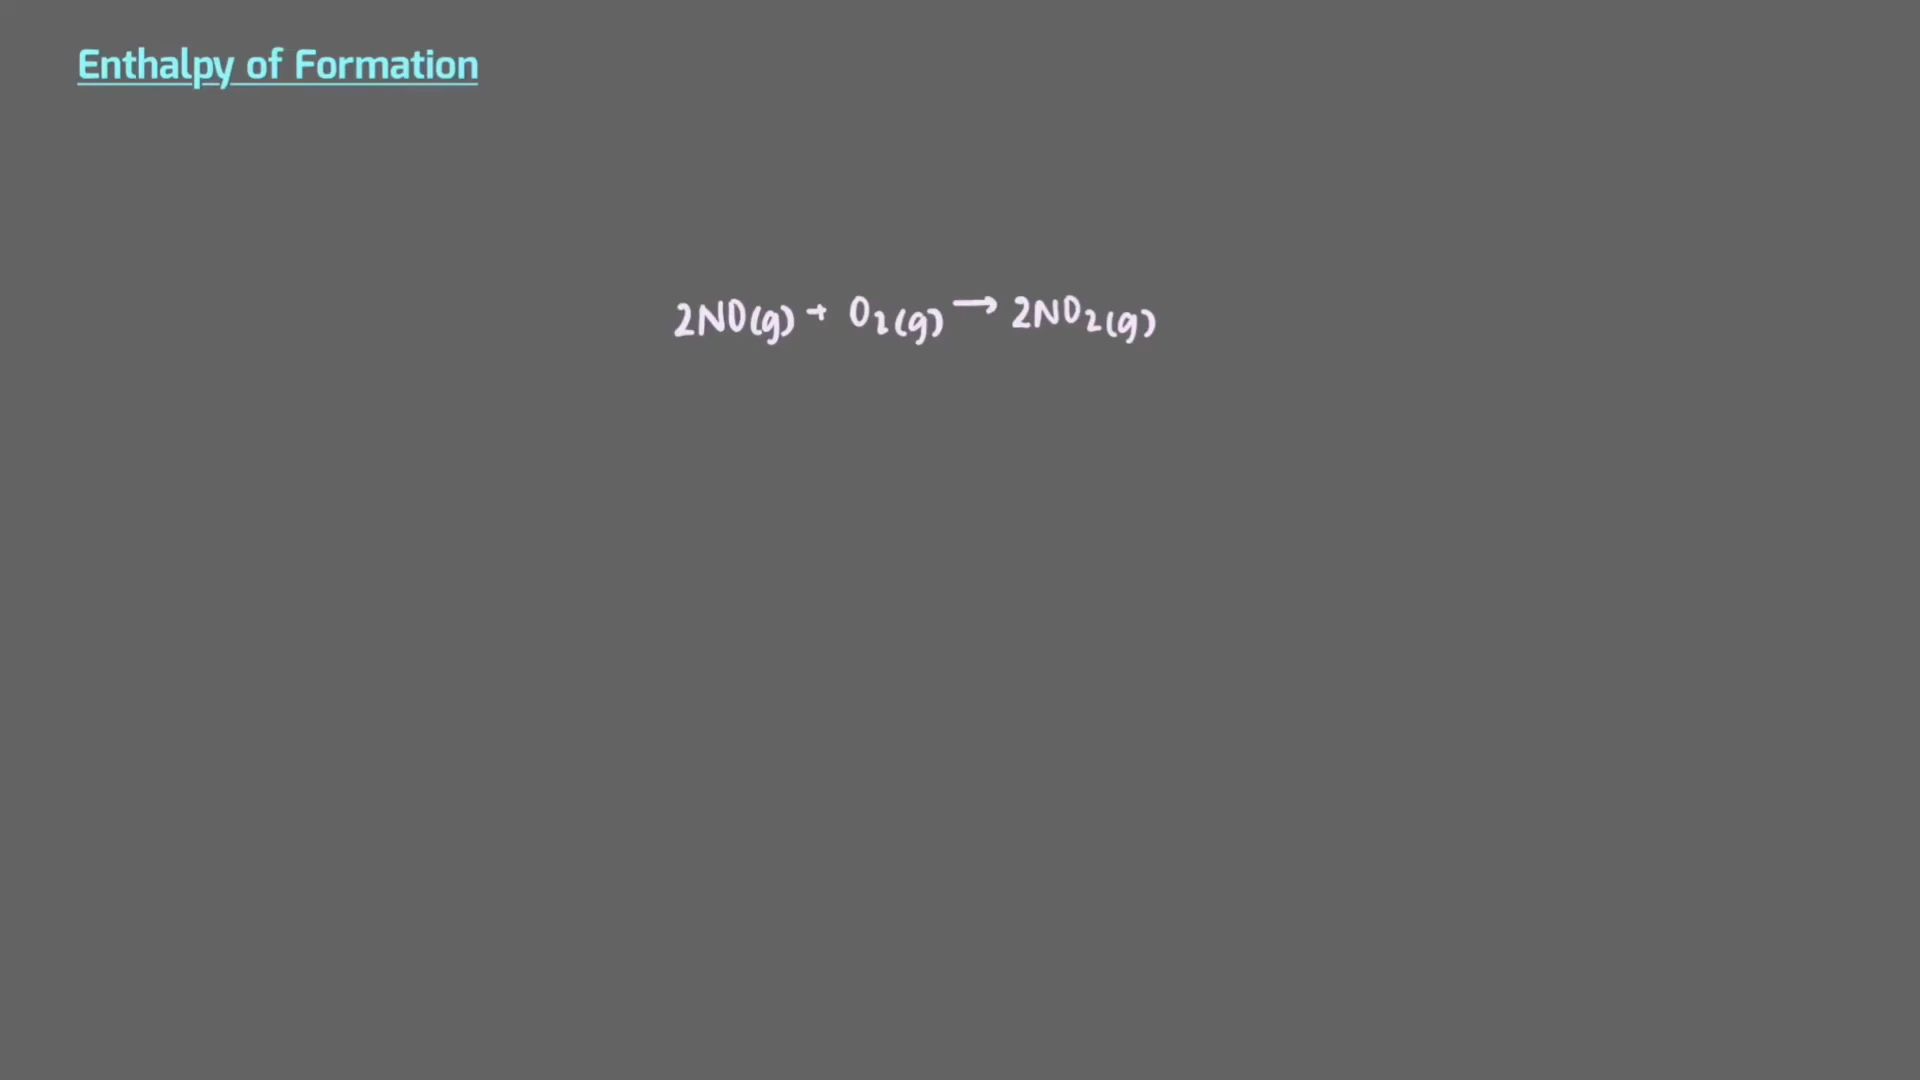 Enthalpy of Formation
2NO(g) + O₂(g) → 2NO₂(g)